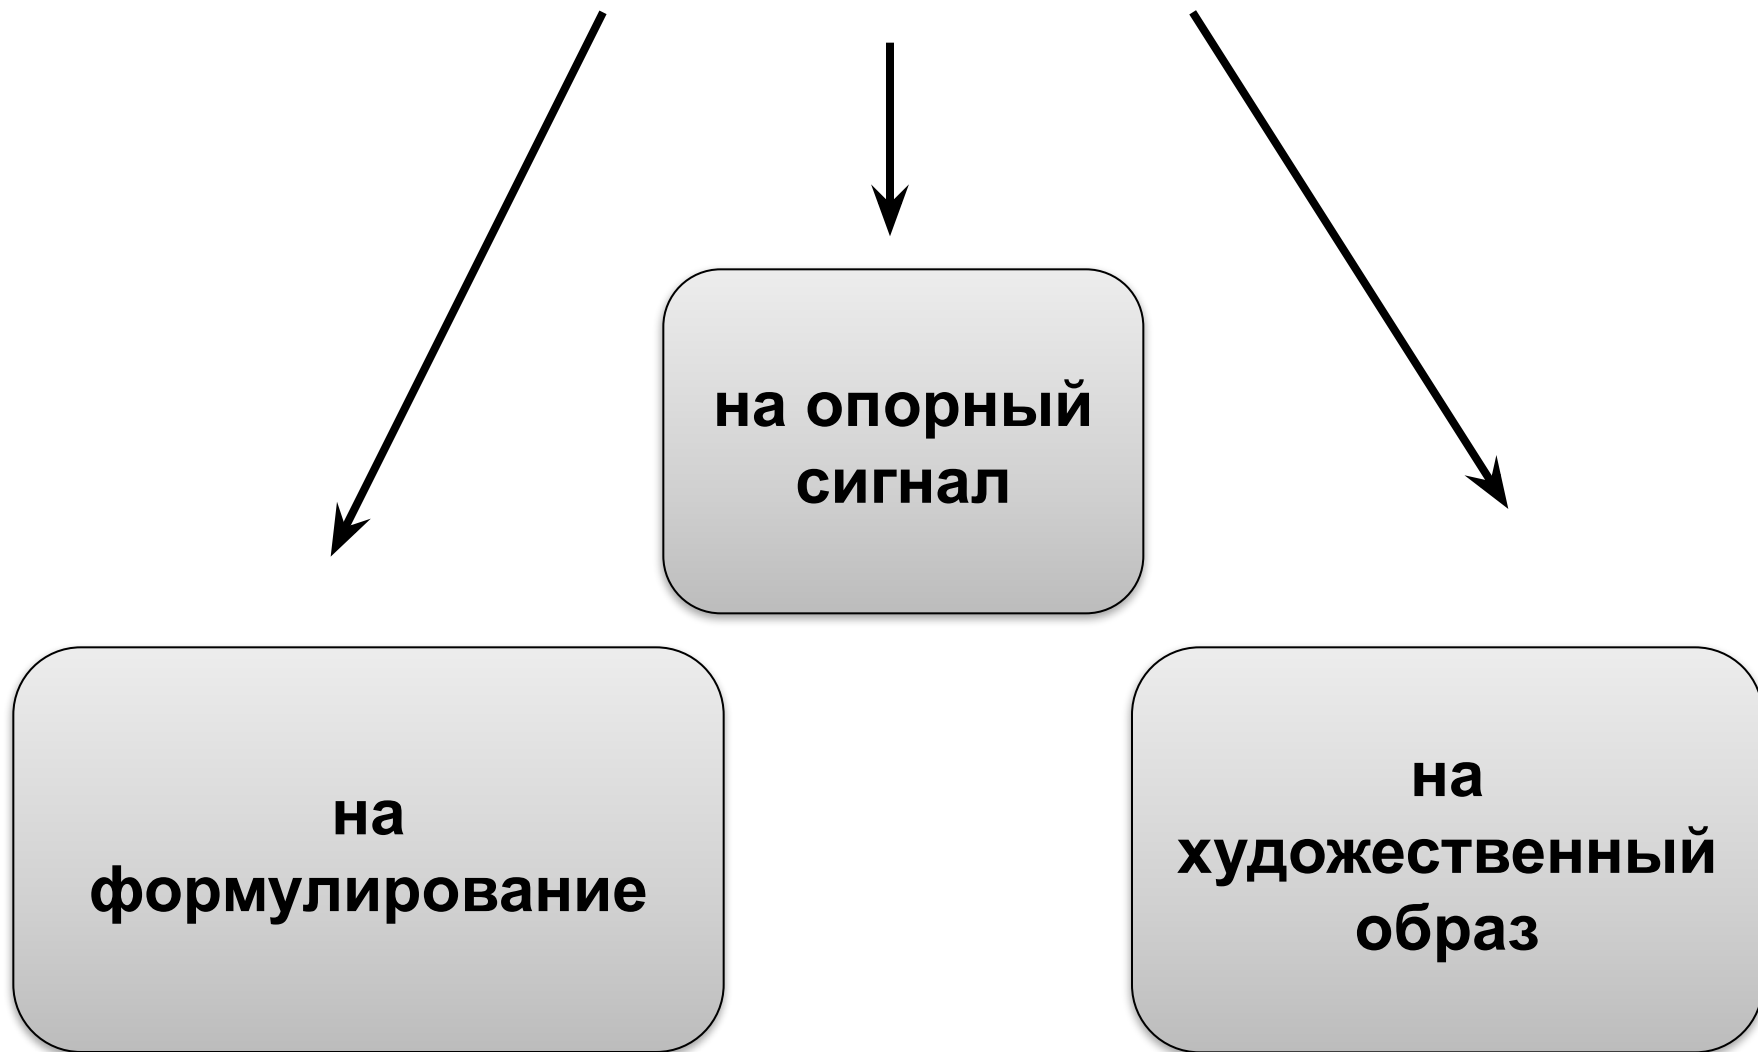 на опорный
сигнал
на
формулирование
на
художественный
образ